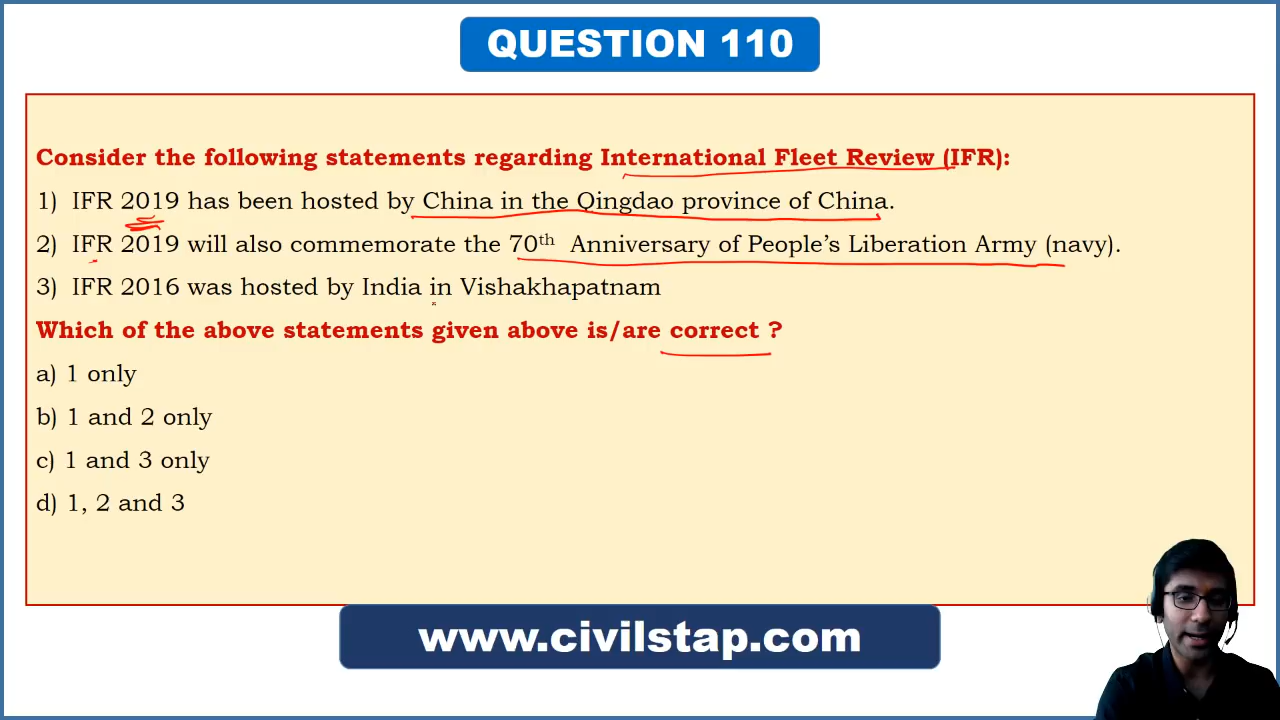 QUESTION 110
Consider the following statements regarding International Fleet Review (IFR):
1) IFR 2019 has been hosted by China in the Qingdao province of China.
2) IFR 2019 will also commemorate the 70th Anniversary of People's Liberation Army (navy).
3) IFR 2016 was hosted by India in Vishakhapatnam
Which of the above statements given above is/are correct ?
a) 1 only
b) 1 and 2 only
c) 1 and 3 only
d) 1, 2 and 3
www.civilstap.com